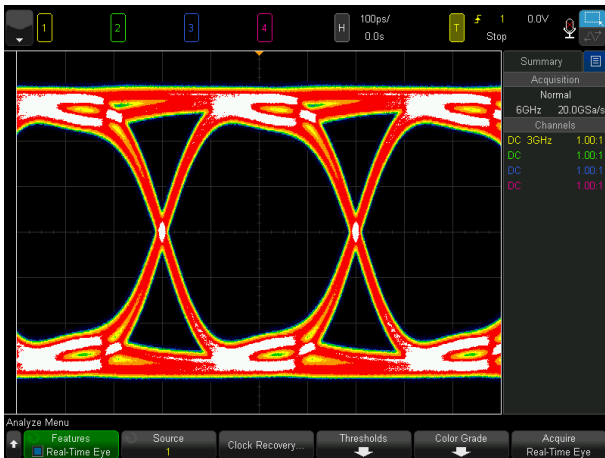 1 2 3 4 H 100ps/ 0.0s T 1 0.0V Stop
Summary
Acquisition
Normal
6GHz 20.0GSa/s
Channels
DC 3GHz 1.00:1
DC 1.00:1
DC 1.00:1
DC 1.00:1
Analyze Menu
Features
Real-Time Eye
Source
1
Clock Recovery...
Thresholds
Color Grade
Acquire
Real-Time Eye